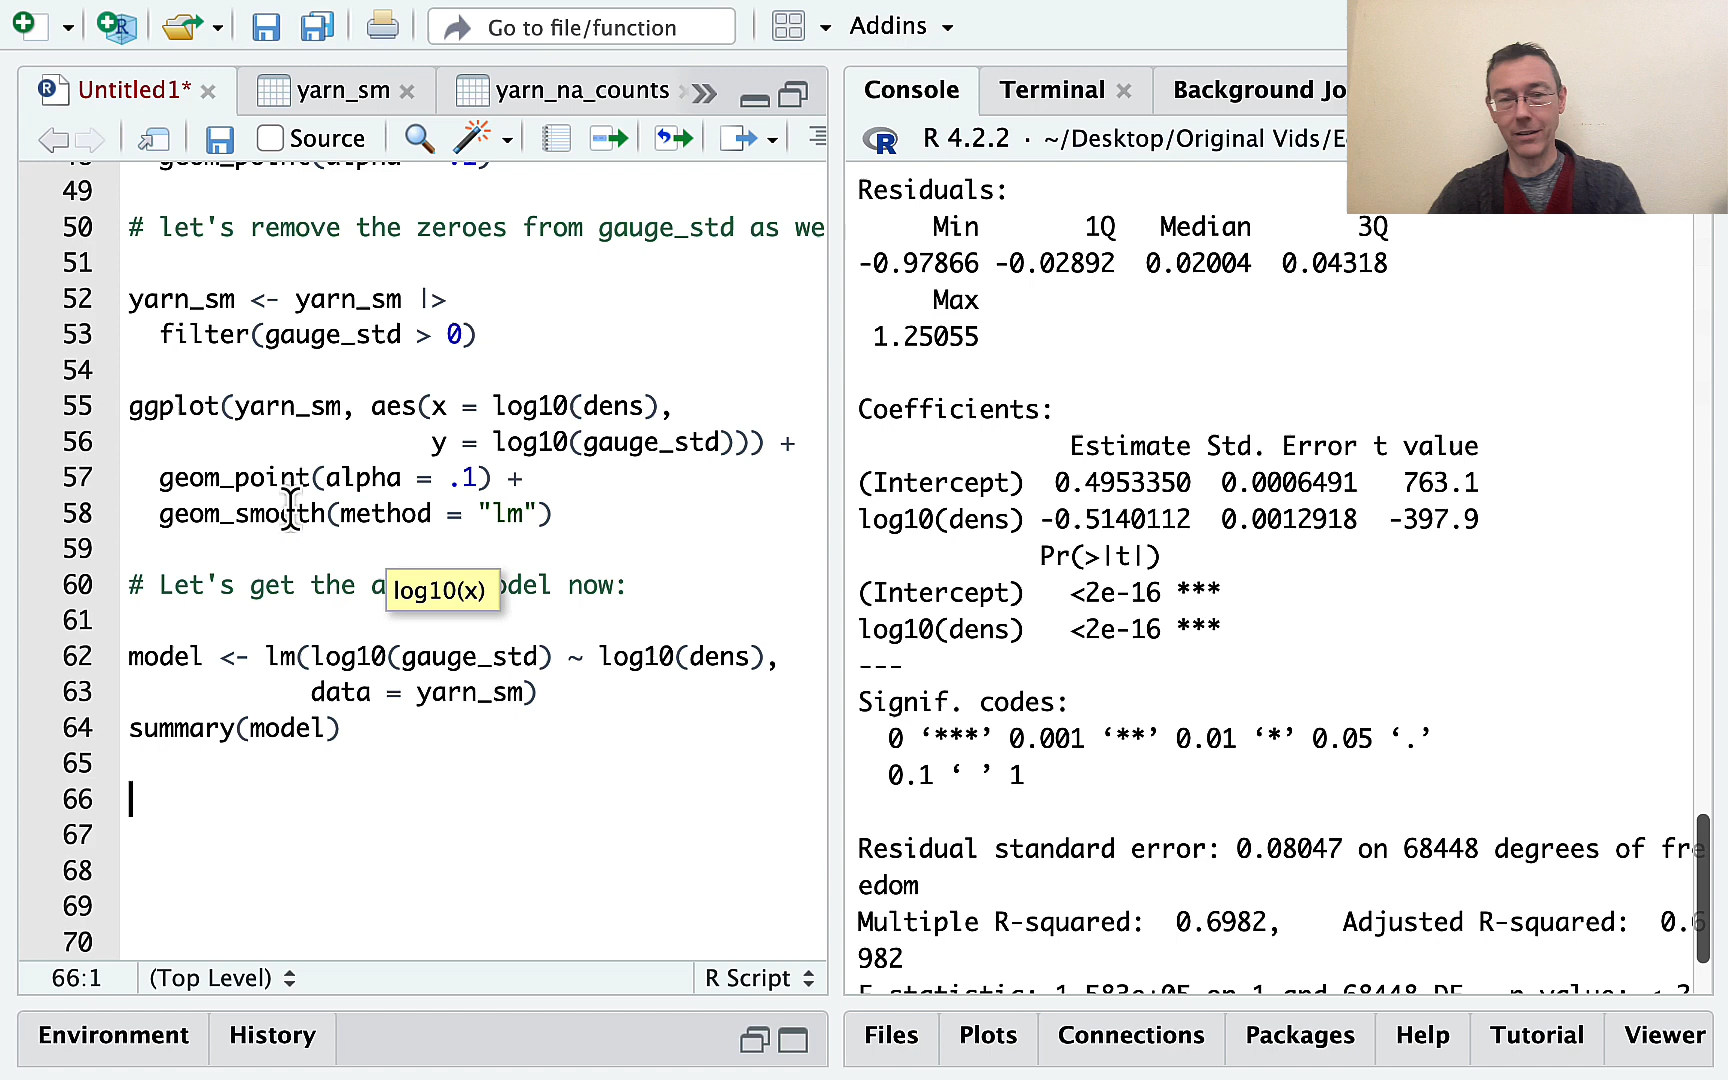 Go to file/function
Addins
Untitled1*
yarn_sm
yarn_na_counts
Source
49
50 # let's remove the zeroes from gauge_std as we
51
52 yarn_sm <- yarn_sm |>
53 filter(gauge_std > 0)
54
55 ggplot(yarn_sm, aes(x = log10(dens),
56 y = log10(gauge_std))) +
57 geom_point(alpha = .1) +
58 geom_smooth(method = "lm")
59
60 # Let's get the a odel now:
log10(x)
61
62 model <- lm(log10(gauge_std) ~ log10(dens),
63 data = yarn_sm)
64 summary(model)
65
66
67
68
69
70
66:1 (Top Level) R Script
Environment History
Console Terminal Background Jo
R 4.2.2 · ~/Desktop/Original Vids/E
Residuals:
Min 1Q Median 3Q
-0.97866 -0.02892 0.02004 0.04318
Max
1.25055
Coefficients:
Estimate Std. Error t value
(Intercept) 0.4953350 0.0006491 763.1
log10(dens) -0.5140112 0.0012918 -397.9
Pr(>|t|)
(Intercept) <2e-16 ***
log10(dens) <2e-16 ***
---
Signif. codes:
0 ‘***’ 0.001 ‘**’ 0.01 ‘*’ 0.05 ‘.’
0.1 ‘ ’ 1
Residual standard error: 0.08047 on 68448 degrees of fre
edom
Multiple R-squared: 0.6982, Adjusted R-squared: 0.6
982
Files Plots Connections Packages Help Tutorial Viewer